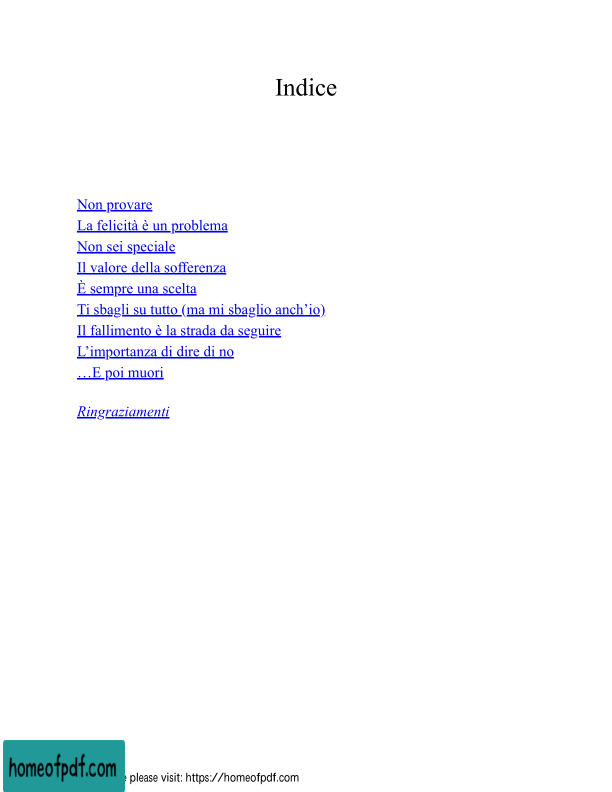 Indice
Non provare
La felicità è un problema
Non sei speciale
Il valore della sofferenza
È sempre una scelta
Ti sbagli su tutto (ma mi sbaglio anch’io)
Il fallimento è la strada da seguire
L’importanza di dire di no
…E poi muori
Ringraziamenti
homeofpdf.com
please visit: https://homeofpdf.com